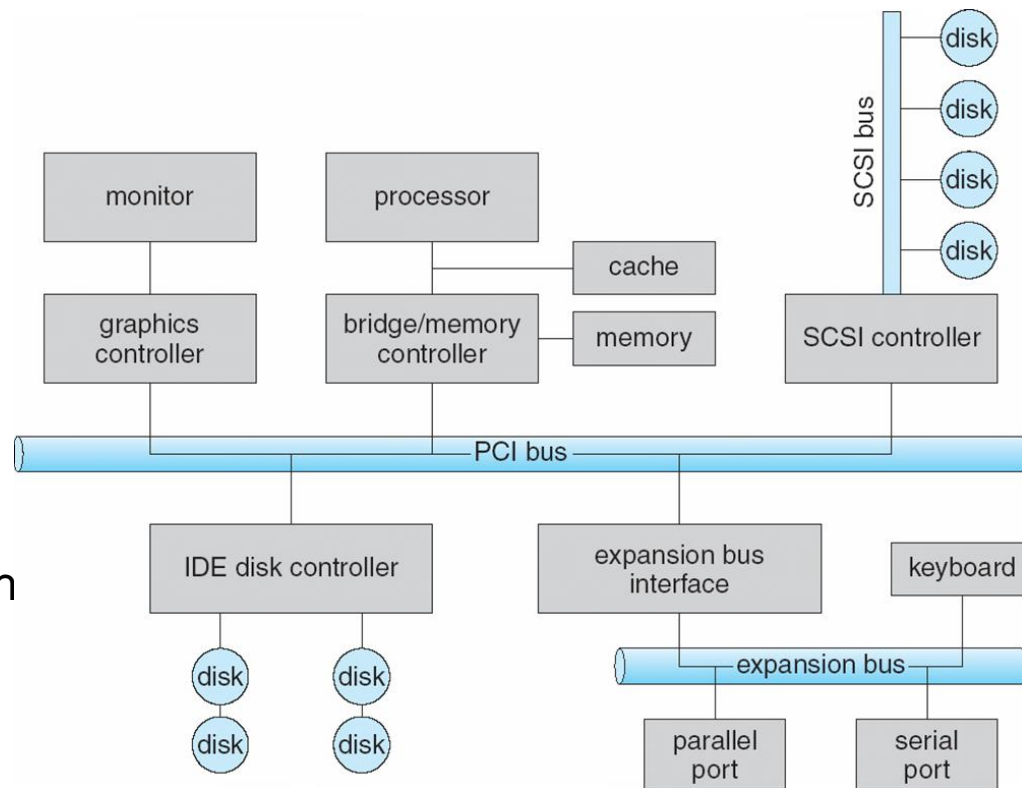 disk
disk
SCSI bus
disk
disk
monitor
processor
cache
graphics
controller
bridge/memory
controller
memory
SCSI controller
PCI bus
IDE disk controller
expansion bus
interface
keyboard
n
disk
disk
expansion bus
disk
disk
parallel
port
serial
port